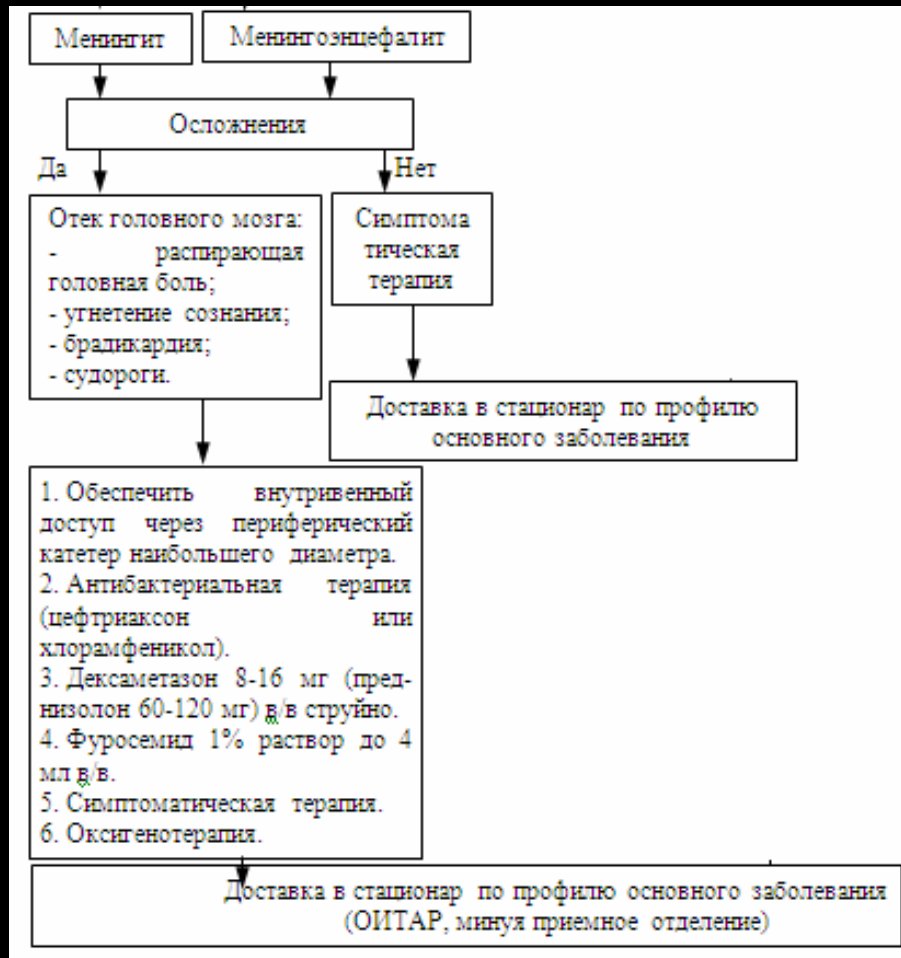 Менингит
Менингоэнцефалит
Осложнения
Да
Нет
Отек головного мозга:
- распирающая
головная боль;
- угнетение сознания;
- брадикардия;
- судороги.
Симптома
тическая
терапия
Доставка в стационар по профилю
основного заболевания
1. Обеспечить внутривенный
доступ через периферический
катетер наибольшего диаметра.
2. Антибактериальная терапия
(цефтриаксон или
хлорамфеникол).
3. Дексаметазон 8-16 мг (пред-
низолон 60-120 мг) в/в струйно.
4. Фуросемид 1% раствор до 4
мл в/в.
5. Симптоматическая терапия.
6. Оксигенотерапия.
Доставка в стационар по профилю основного заболевания
(ОИТАР, минуя приемное отделение)